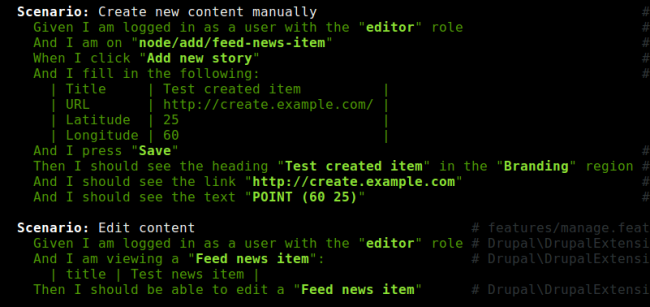 Scenario: Create new content manually #
Given I am logged in as a user with the "editor" role #
And I am on "node/add/feed-news-item" #
When I click "Add new story" #
And I fill in the following: #
| Title | Test created item |
| URL | http://create.example.com/ |
| Latitude | 25 |
| Longitude | 60 |
And I press "Save" #
Then I should see the heading "Test created item" in the "Branding" region #
And I should see the link "http://create.example.com" #
And I should see the text "POINT (60 25)" #
Scenario: Edit content # features/manage.feat
Given I am logged in as a user with the "editor" role # Drupal\DrupalExtensi
And I am viewing a "Feed news item": # Drupal\DrupalExtensi
| title | Test news item |
Then I should be able to edit a "Feed news item" # Drupal\DrupalExtensi